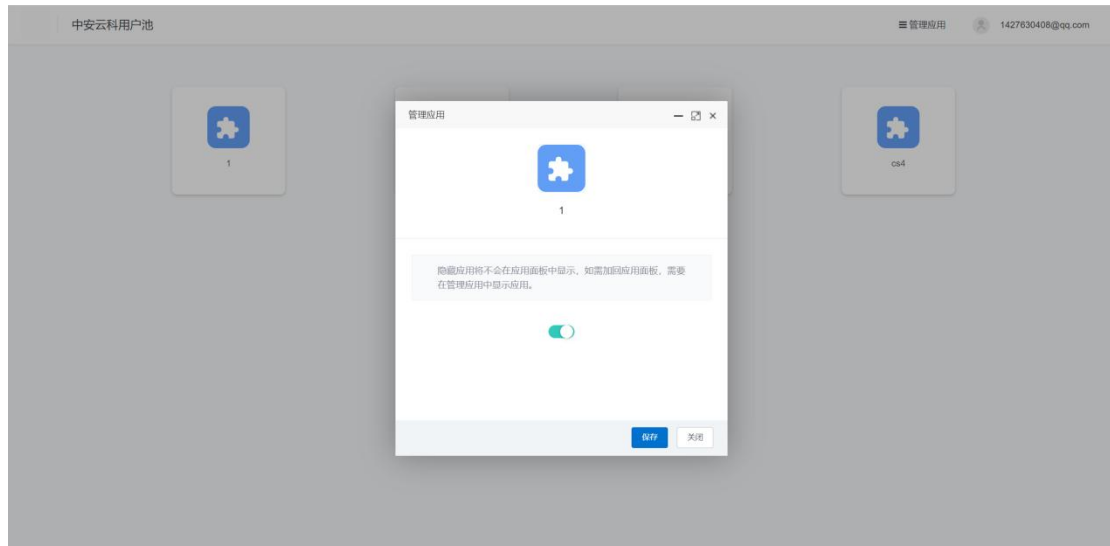 中安云科用户池
管理应用
1427630408@qq.com
管理应用
1
1
cs4
隐藏应用将不会在应用面板中显示，如需加回应用面板，需要
在管理应用中显示应用。
保存
关闭